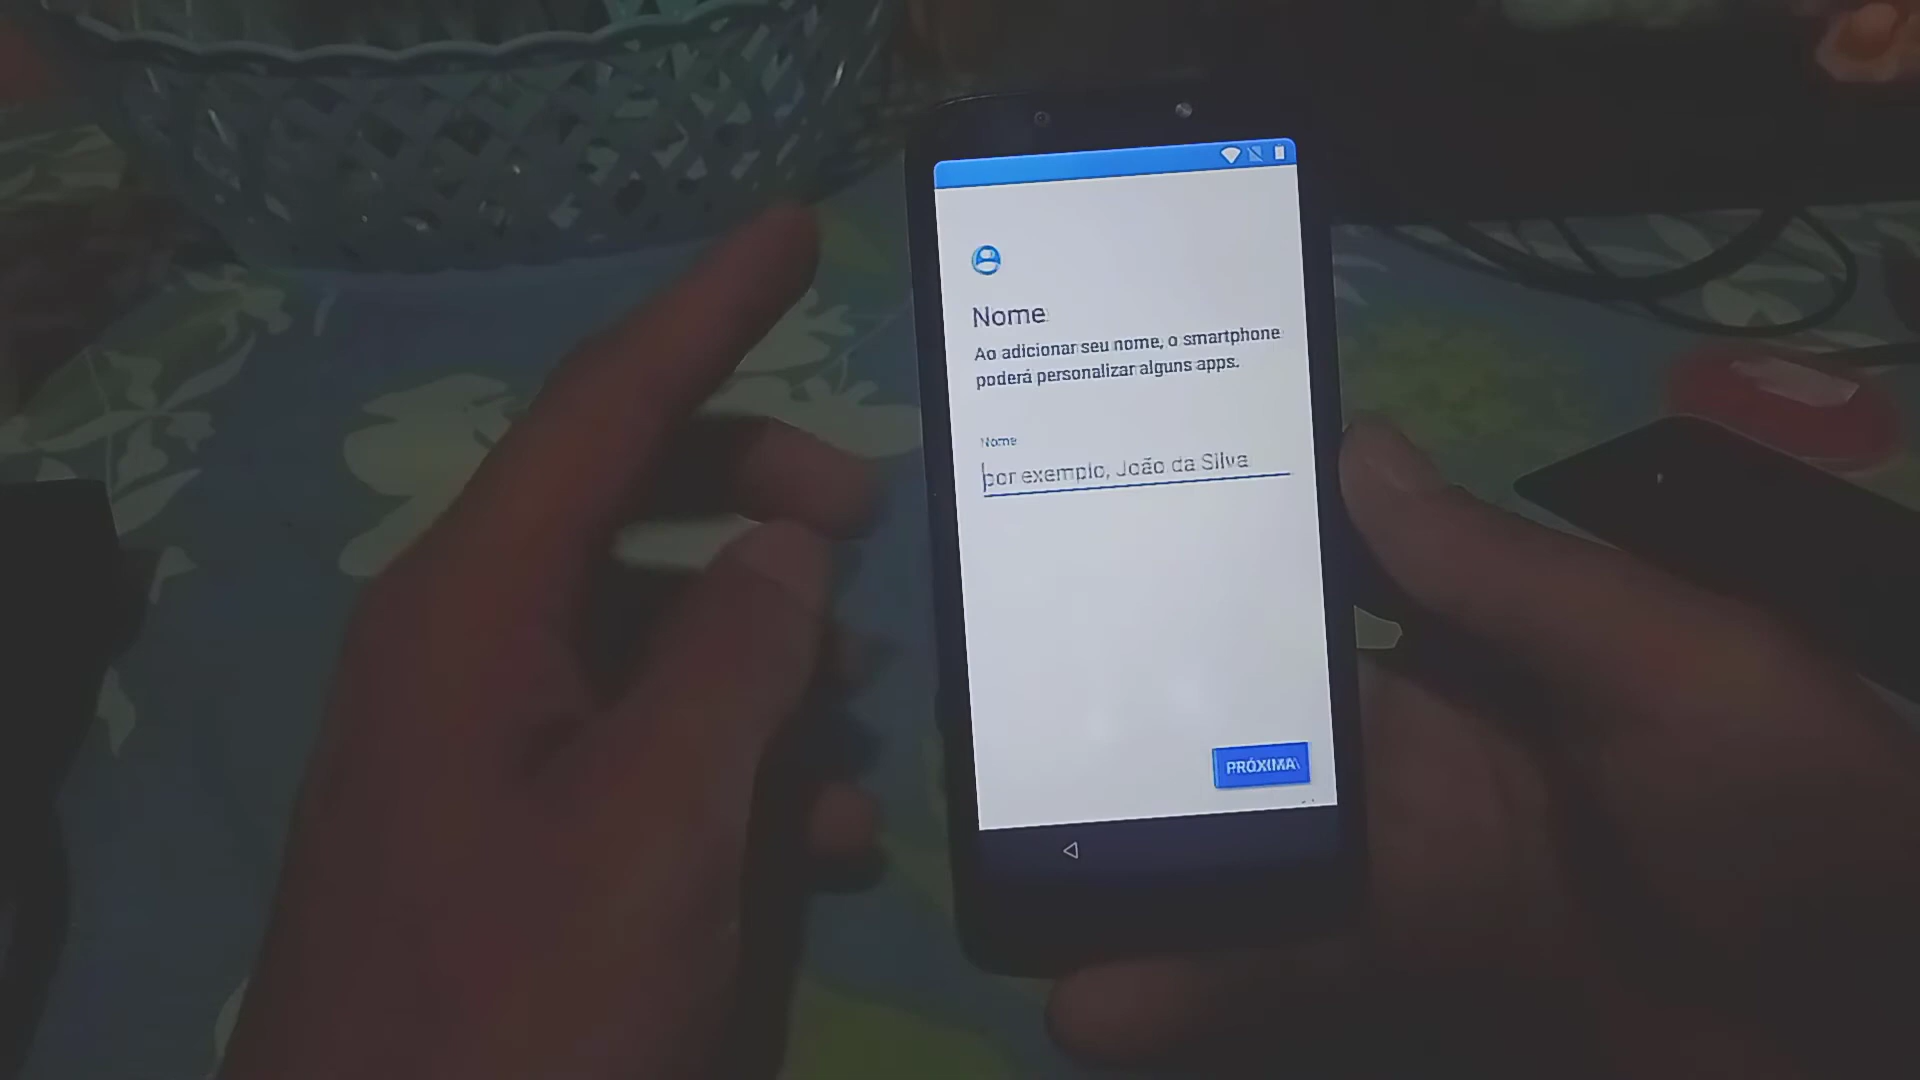 Nome
Ao adicionar seu nome, o smartphone
poderá personalizar alguns apps.
Nome
por exemplo, João da Silva
PRÓXIMA